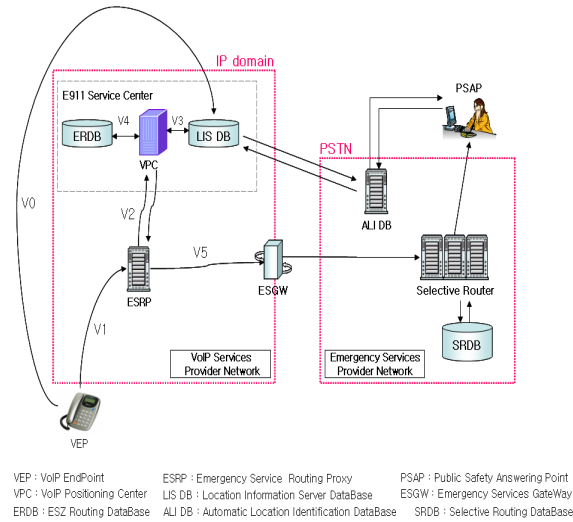 IP domain
E911 Service Center
PSAP
ERDB
V4
V3
LIS DB
VPC
PSTN
V0
V2
ALI DB
V5
ESRP
ESGW
Selective Router
V1
SRDB
VoIP Services
Provider Network
Emergency Services
Provider Network
VEP
VEP : VoIP EndPoint
ESRP : Emergency Service Routing Proxy
PSAP : Public Safety Answering Point
VPC : VoIP Positioning Center
LIS DB : Location Information Server DataBase
ESGW : Emergency Services GateWay
ERDB : ESZ Routing DataBase
ALI DB : Automatic Location Identification DataBase
SRDB : Selective Routing DataBase